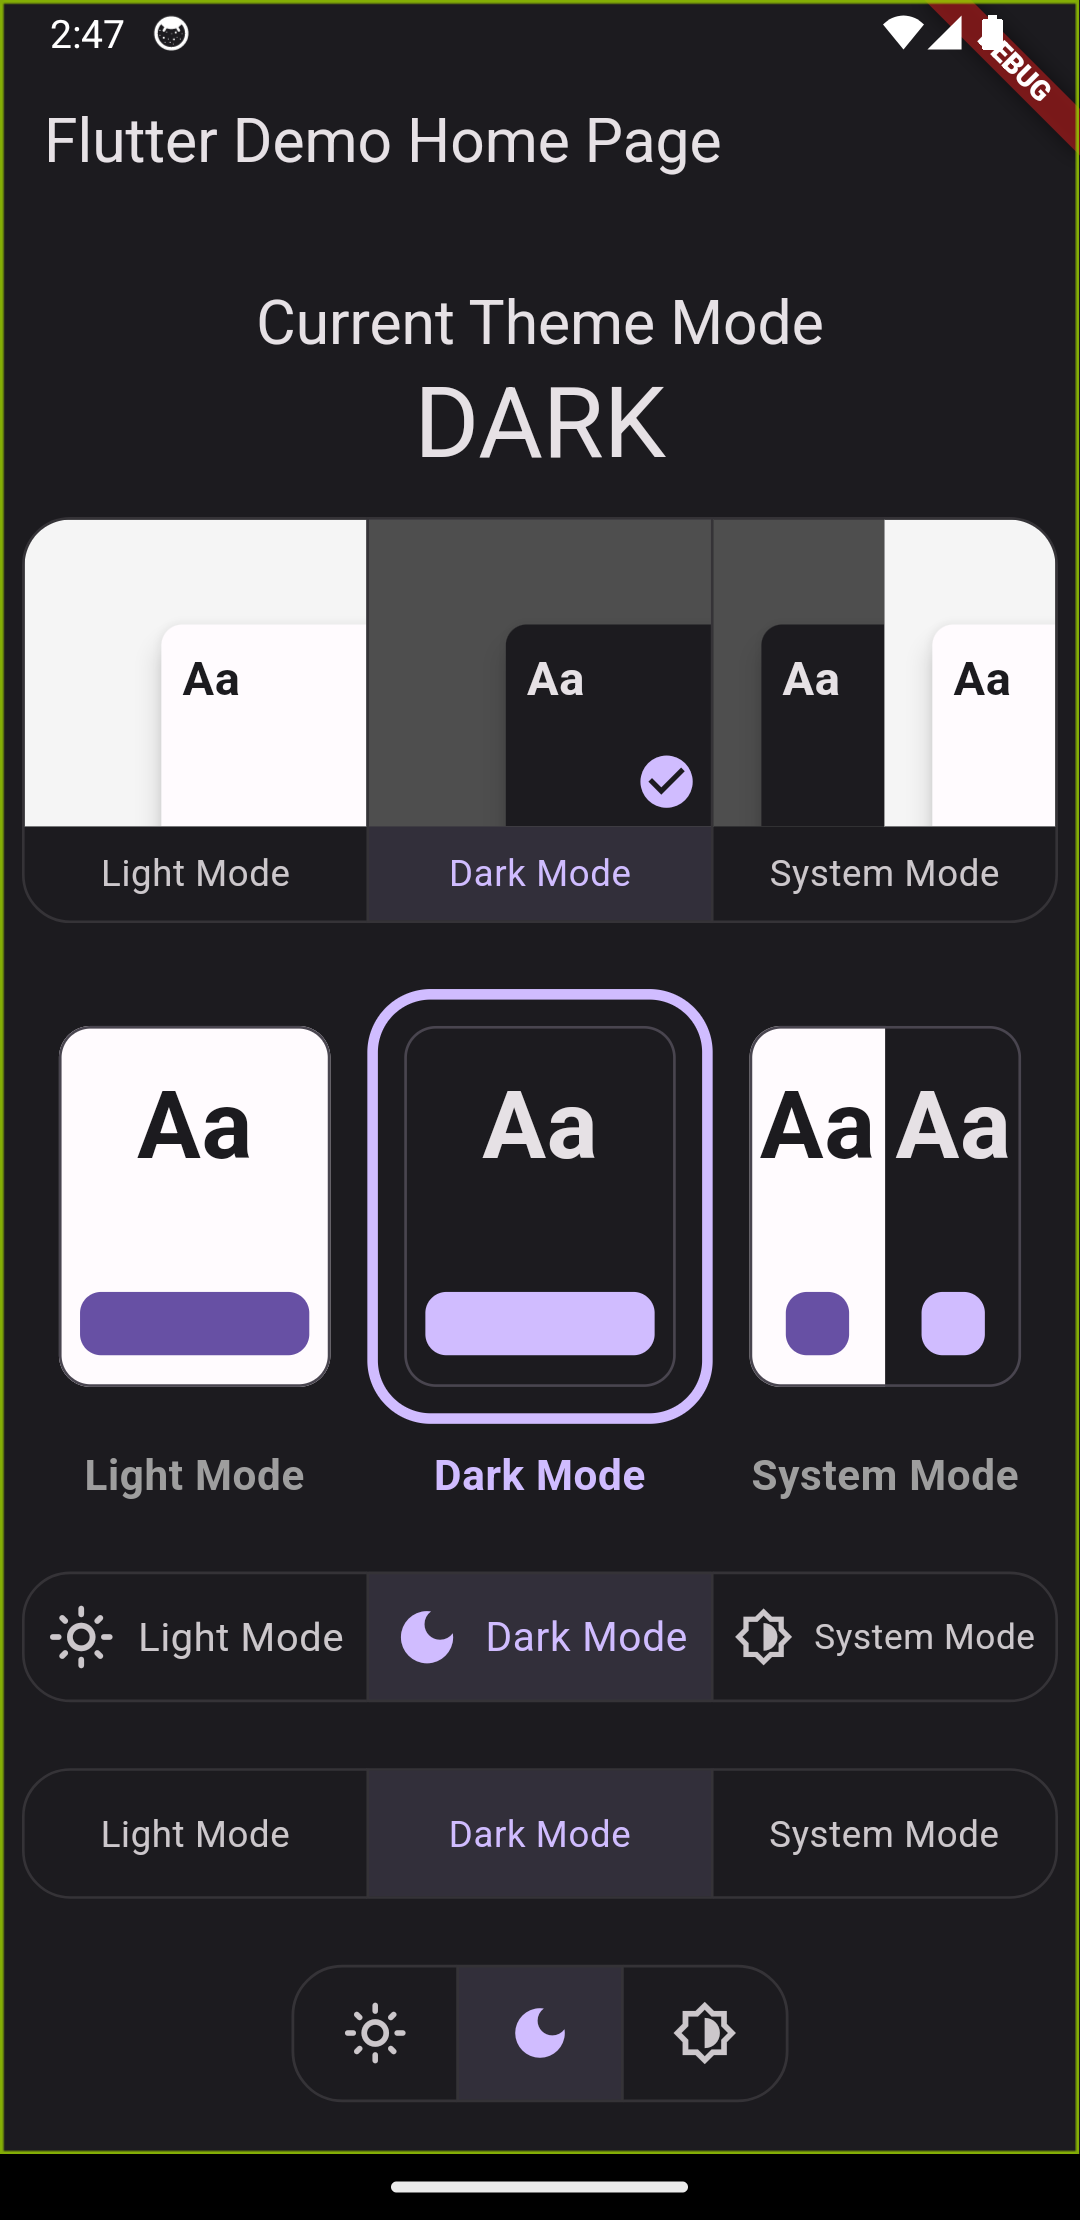 2:47
DEBUG
Flutter Demo Home Page
Current Theme Mode
DARK
Aa Aa Aa Aa
Light Mode Dark Mode System Mode
Aa Aa Aa Aa
Light Mode Dark Mode System Mode
Light Mode Dark Mode System Mode
Light Mode Dark Mode System Mode